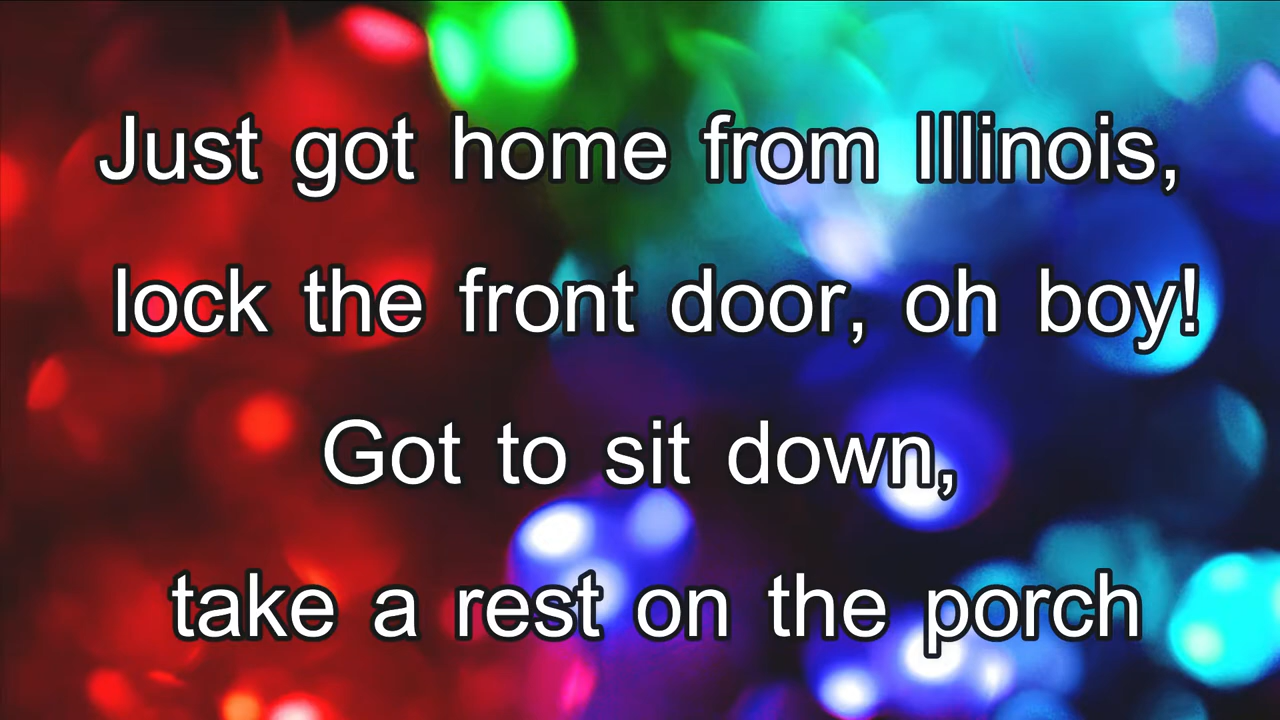 Just got home from Illinois,
lock the front door, oh boy!
Got to sit down,
take a rest on the porch